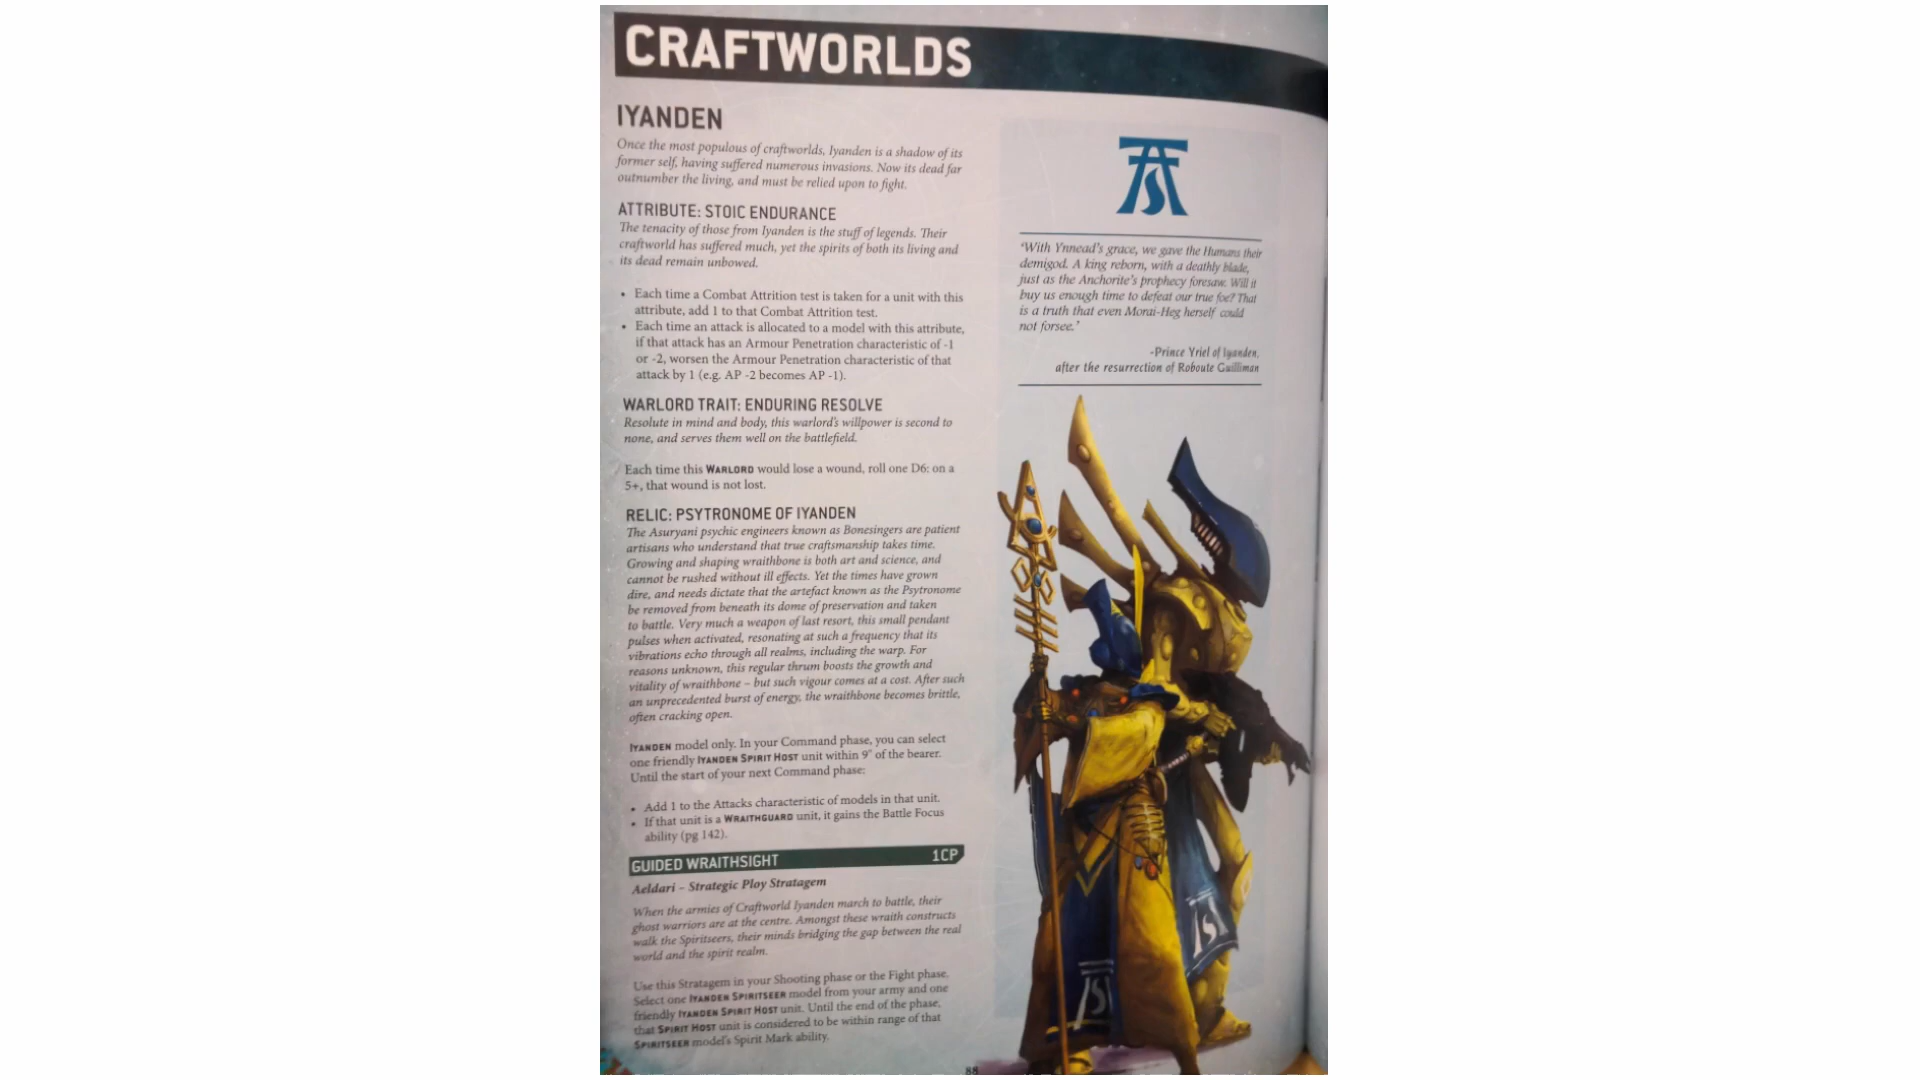 CRAFTWORLDS
IYANDEN
Once the most populous of craftworlds, Iyanden is a shadow of its
former self, having suffered numerous invasions. Now its dead far
outnumber the living, and must be relied upon to fight.
ATTRIBUTE: STOIC ENDURANCE
The tenacity of those from Iyanden is the stuff of legends. Their
craftworld has suffered much, yet the spirits of both its living and
its dead remain unbowed.
• Each time a Combat Attrition test is taken for a unit with this
attribute, add 1 to that Combat Attrition test.
• Each time an attack is allocated to a model with this attribute,
if that attack has an Armour Penetration characteristic of -1
or -2, worsen the Armour Penetration characteristic of that
attack by 1 (e.g. AP -2 becomes AP -1).
WARLORD TRAIT: ENDURING RESOLVE
Resolute in mind and body, this warlord's willpower is second to
none, and serves them well on the battlefield.
Each time this WARLORD would lose a wound, roll one D6: on a
5+, that wound is not lost.
RELIC: PSYTRONOME OF IYANDEN
The Asuryani psychic engineers known as Bonesingers are patient
artisans who understand that true craftsmanship takes time.
Growing and shaping wraithbone is both art and science, and
cannot be rushed without ill effects. Yet the times have grown
dire, and needs dictate that the artefact known as the Psytronome
be removed from beneath its dome of preservation and taken
to battle. Very much a weapon of last resort, this small pendant
pulses when activated, resonating at such a frequency that its
vibrations echo through all realms, including the warp. For
reasons unknown, this regular thrum boosts the growth and
vitality of wraithbone – but such vigour comes at a cost. After such
an unprecedented burst of energy, the wraithbone becomes brittle,
often cracking open.
IYANDEN model only. In your Command phase, you can select
one friendly IYANDEN SPIRIT HOST unit within 9" of the bearer.
Until the start of your next Command phase:
• Add 1 to the Attacks characteristic of models in that unit.
• If that unit is a WRAITHGUARD unit, it gains the Battle Focus
ability (pg 142).
GUIDED WRAITHSIGHT 1CP
Aeldari – Strategic Ploy Stratagem
When the armies of Craftworld Iyanden march to battle, their
ghost warriors are at the centre. Amongst these wraith constructs
walk the Spiritseers, their minds bridging the gap between the real
world and the spirit realm.
Use this Stratagem in your Shooting phase or the Fight phase.
Select one IYANDEN SPIRITSEER model from your army and one
friendly IYANDEN SPIRIT HOST unit. Until the end of the phase,
that SPIRIT HOST unit is considered to be within range of that
SPIRITSEER model's Spirit Mark ability.
'With Ynnead's grace, we gave the Humans their
demigod. A king reborn, with a deathly blade,
just as the Anchorite's prophecy foresaw. Will it
buy us enough time to defeat our true foe? That
is a truth that even Morai-Heg herself could
not forsee.'
-Prince Yriel of Iyanden,
after the resurrection of Roboute Guilliman
88